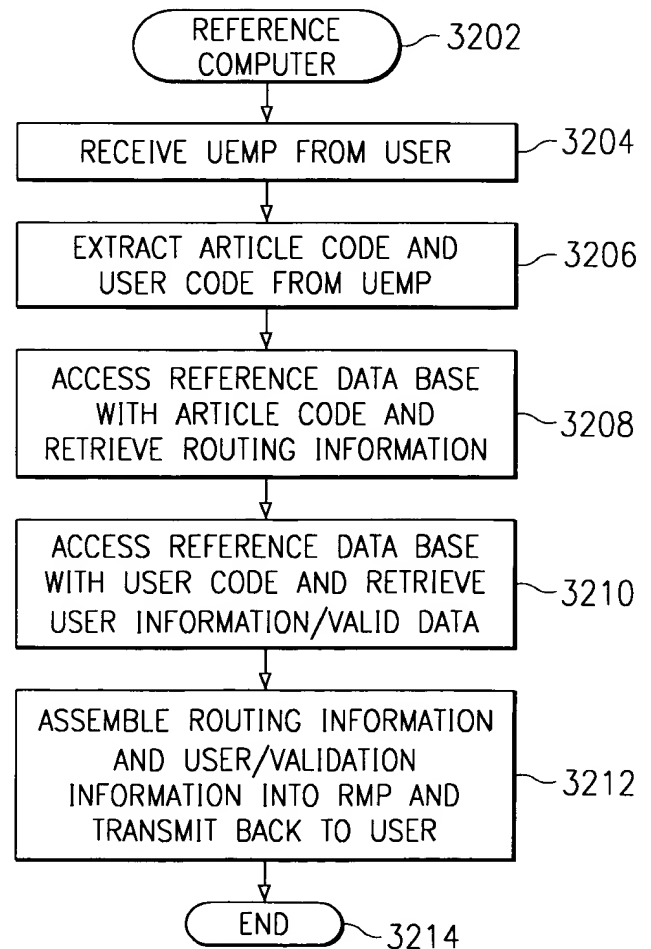 REFERENCE
COMPUTER
3202
RECEIVE UEMP FROM USER
3204
EXTRACT ARTICLE CODE AND
USER CODE FROM UEMP
3206
ACCESS REFERENCE DATA BASE
WITH ARTICLE CODE AND
RETRIEVE ROUTING INFORMATION
3208
ACCESS REFERENCE DATA BASE
WITH USER CODE AND RETRIEVE
USER INFORMATION/VALID DATA
3210
ASSEMBLE ROUTING INFORMATION
AND USER/VALIDATION
INFORMATION INTO RMP AND
TRANSMIT BACK TO USER
3212
END
3214